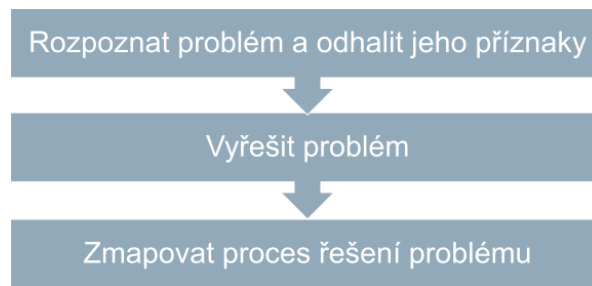 Rozpoznat problém a odhalit jeho příznaky
Vyřešit problém
Zmapovat proces řešení problému